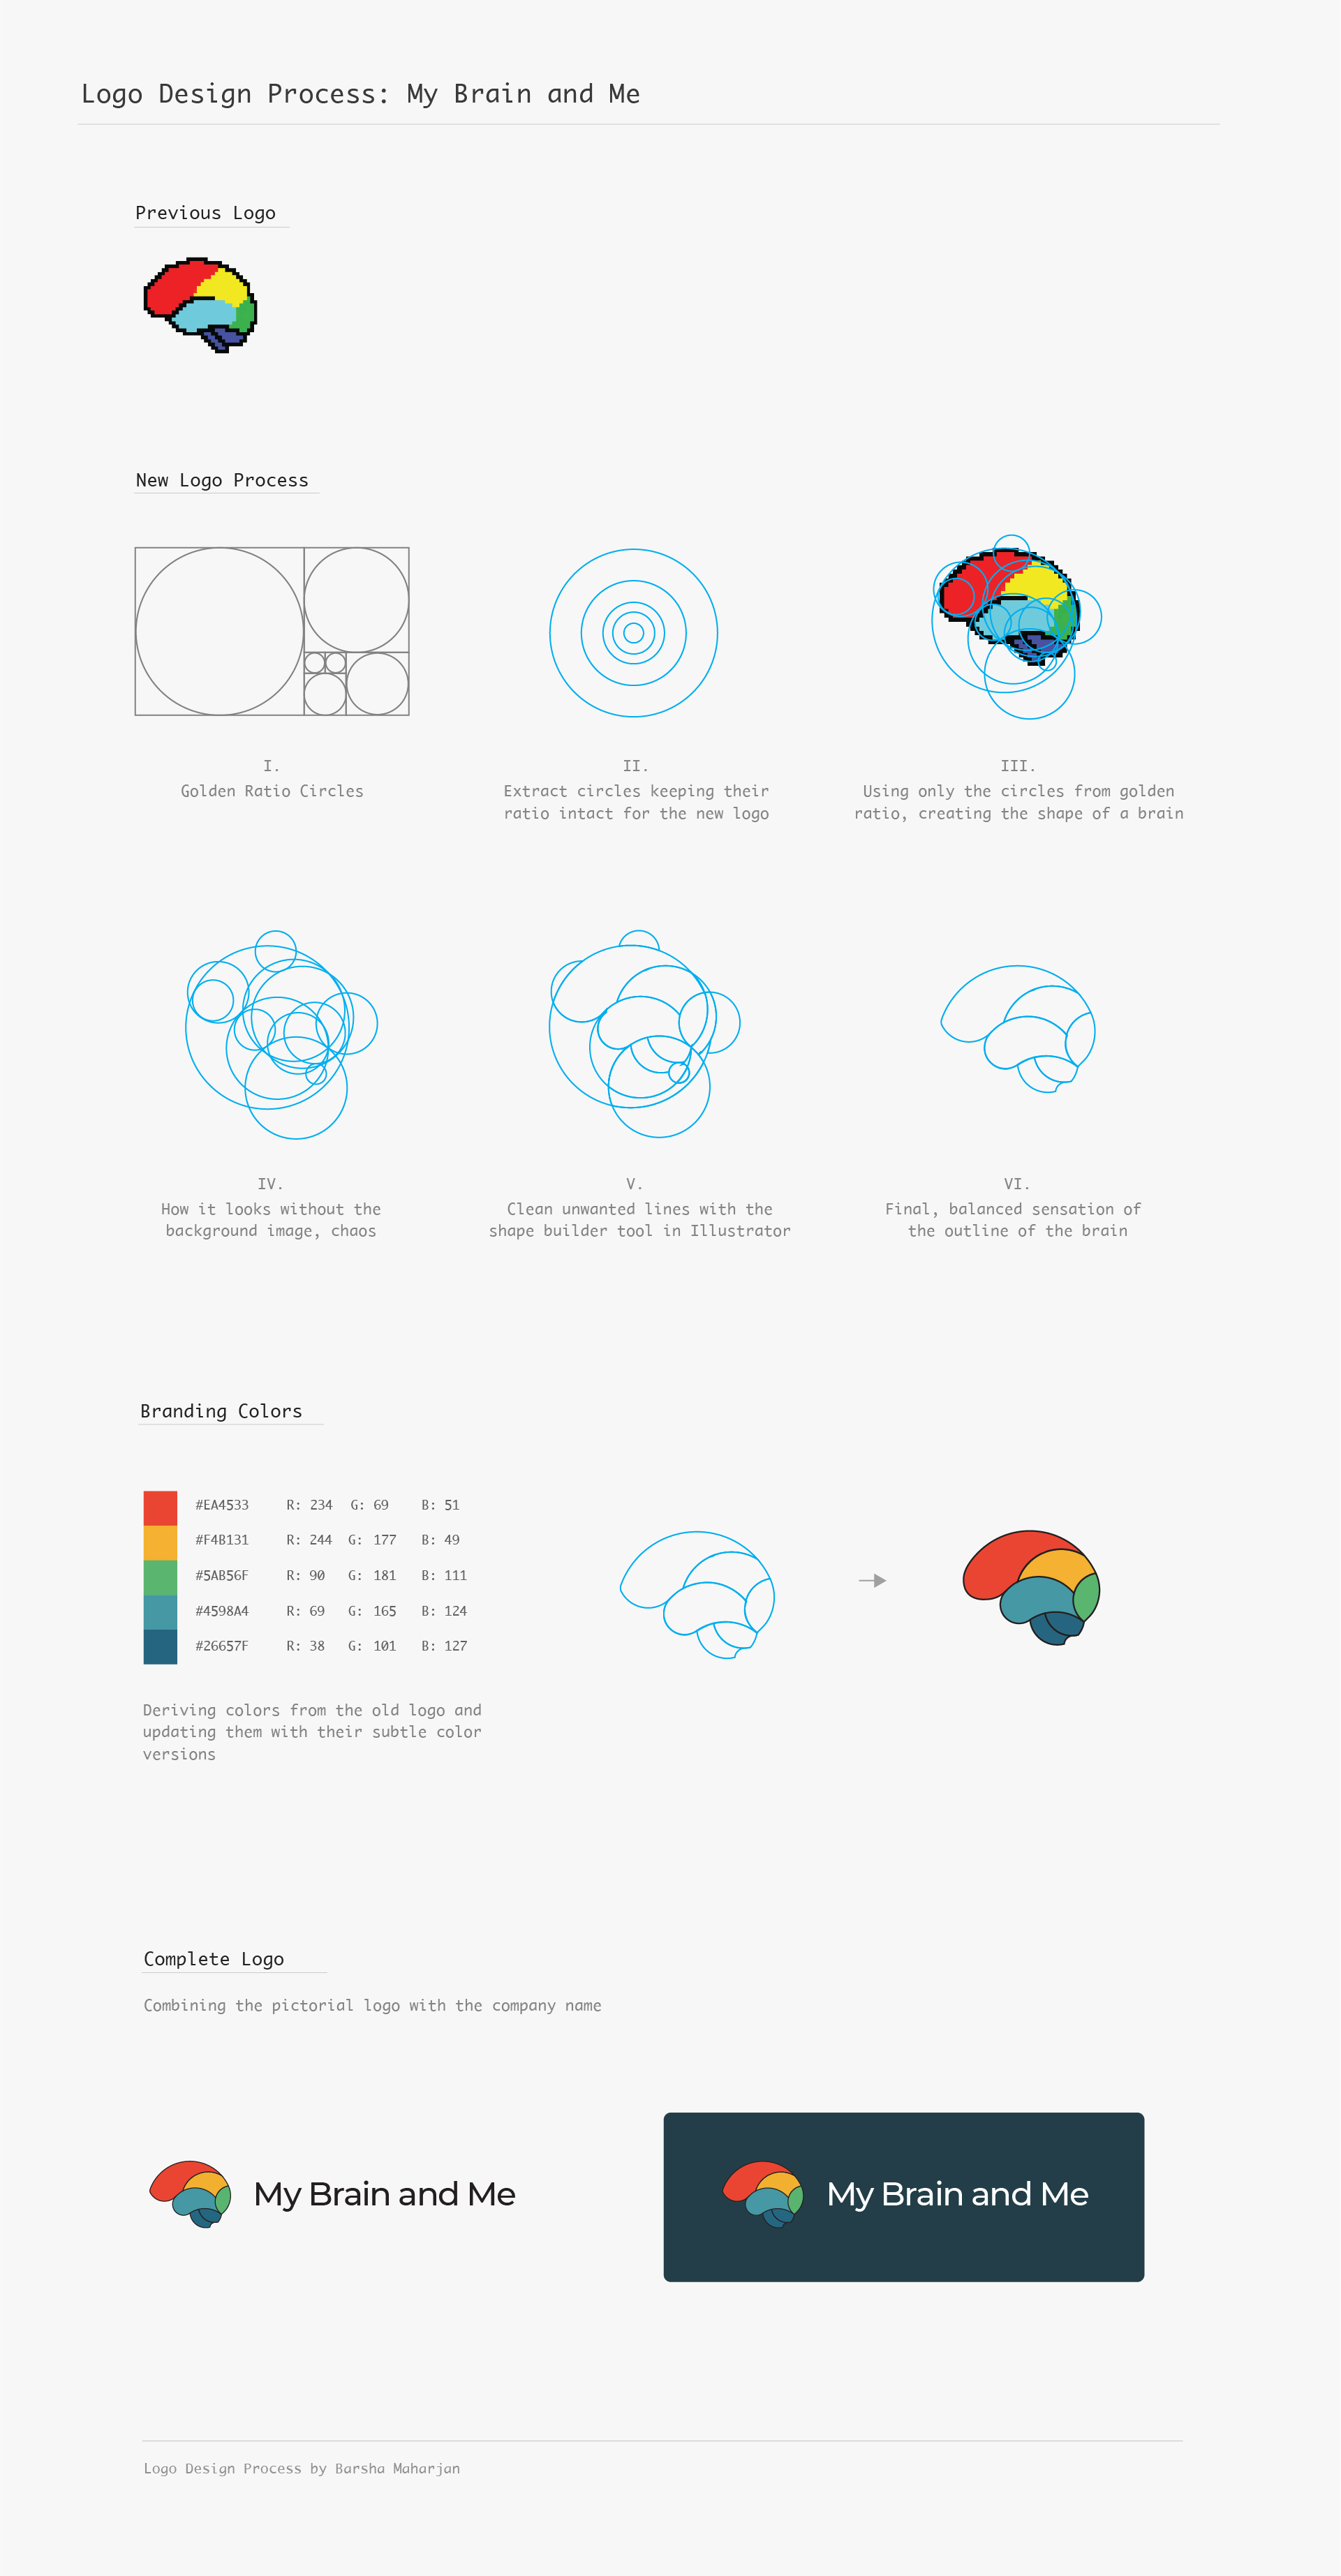 Logo Design Process: My Brain and Me
Previous Logo
New Logo Process
I.
Golden Ratio Circles
II.
Extract circles keeping their
ratio intact for the new logo
III.
Using only the circles from golden
ratio, creating the shape of a brain
IV.
How it looks without the
background image, chaos
V.
Clean unwanted lines with the
shape builder tool in Illustrator
VI.
Final, balanced sensation of
the outline of the brain
Branding Colors
#EA4533 R: 234 G: 69 B: 51
#F4B131 R: 244 G: 177 B: 49
#5AB56F R: 90 G: 181 B: 111
#4598A4 R: 69 G: 165 B: 124
#26657F R: 38 G: 101 B: 127
Deriving colors from the old logo and
updating them with their subtle color
versions
Complete Logo
Combining the pictorial logo with the company name
My Brain and Me
My Brain and Me
Logo Design Process by Barsha Maharjan